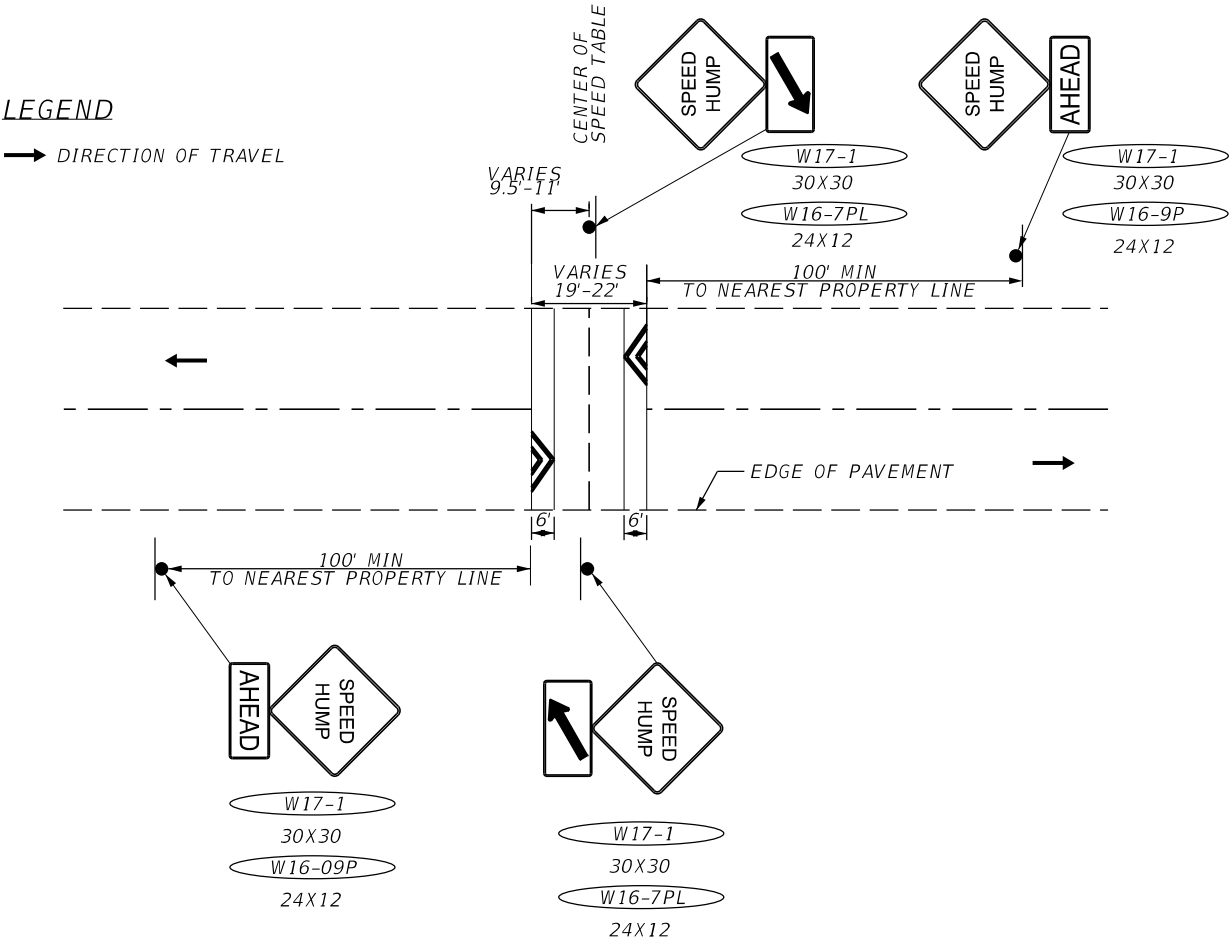 CENTER OF
SPEED TABLE
SPEED
HUMP
SPEED
HUMP
AHEAD
LEGEND
DIRECTION OF TRAVEL
W17-1
30X30
W16-7PL
24X12
W17-1
30X30
W16-9P
24X12
VARIES
9.5'-11'
VARIES
19'-22'
100' MIN
TO NEAREST PROPERTY LINE
EDGE OF PAVEMENT
6'
6'
100' MIN
TO NEAREST PROPERTY LINE
AHEAD
SPEED
HUMP
SPEED
HUMP
W17-1
30X30
W16-09P
24X12
W17-1
30X30
W16-7PL
24X12